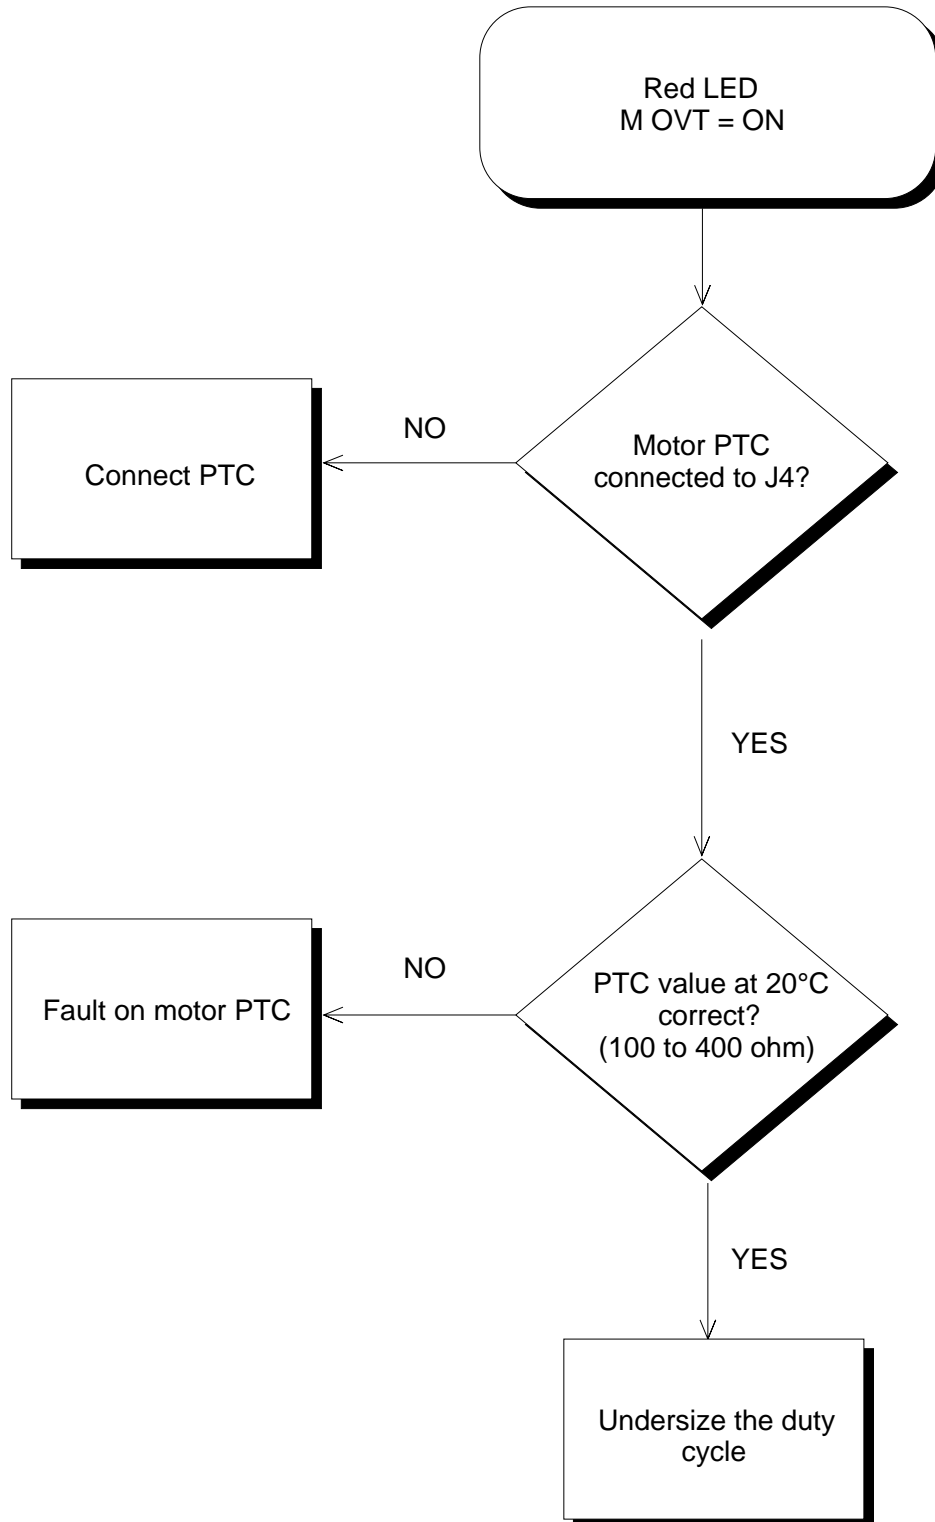 Red LED
M OVT = ON
NO
Motor PTC
connected to J4?
Connect PTC
YES
NO
PTC value at 20°C
correct?
(100 to 400 ohm)
Fault on motor PTC
YES
Undersize the duty
cycle